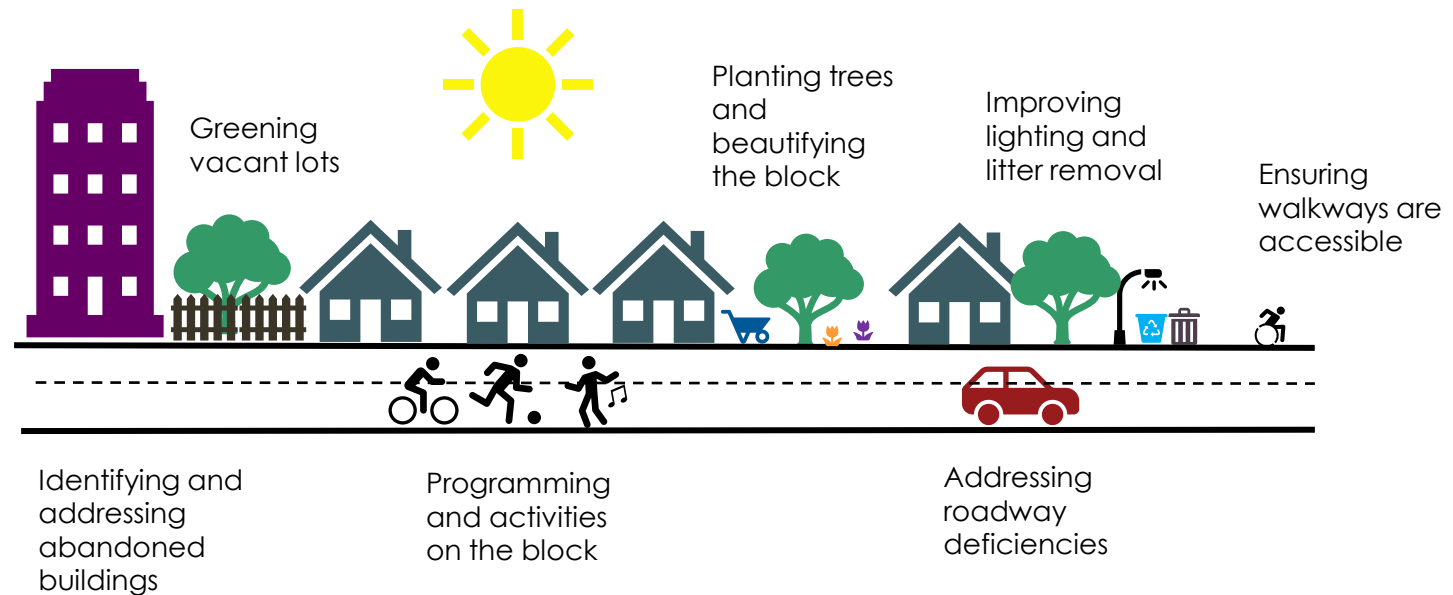 Greening
vacant lots
Planting trees
and
beautifying
the block
Improving
lighting and
litter removal
Ensuring
walkways are
accessible
Identifying and
addressing
abandoned
buildings
Programming
and activities
on the block
Addressing
roadway
deficiencies